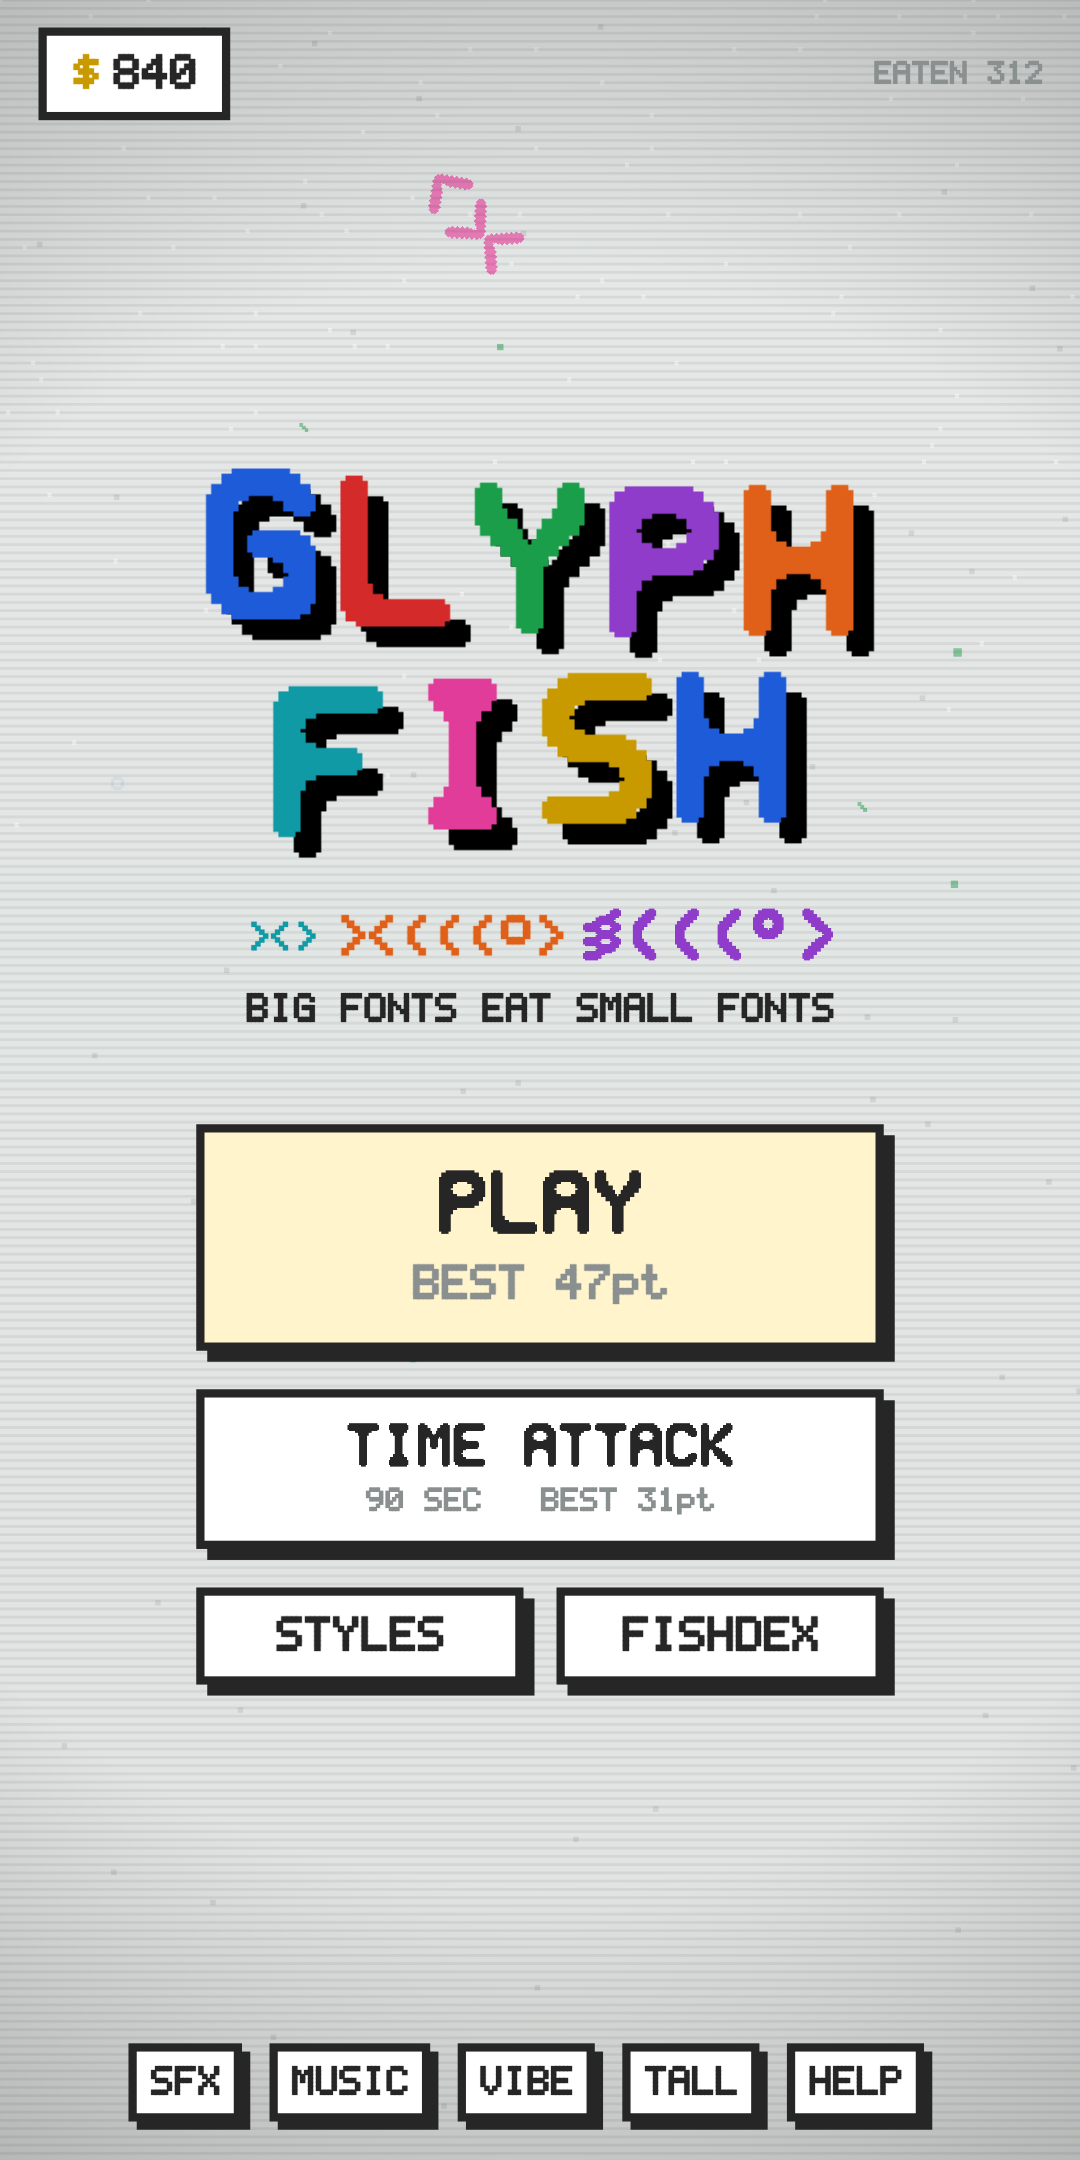 $ 840
EATEN 312
GLYPH
FISH
><> ><(((o> ≸(((°>
BIG FONTS EAT SMALL FONTS
PLAY
BEST 47pt
TIME ATTACK
90 SEC BEST 31pt
STYLES
FISHDEX
SFX
MUSIC
VIBE
TALL
HELP